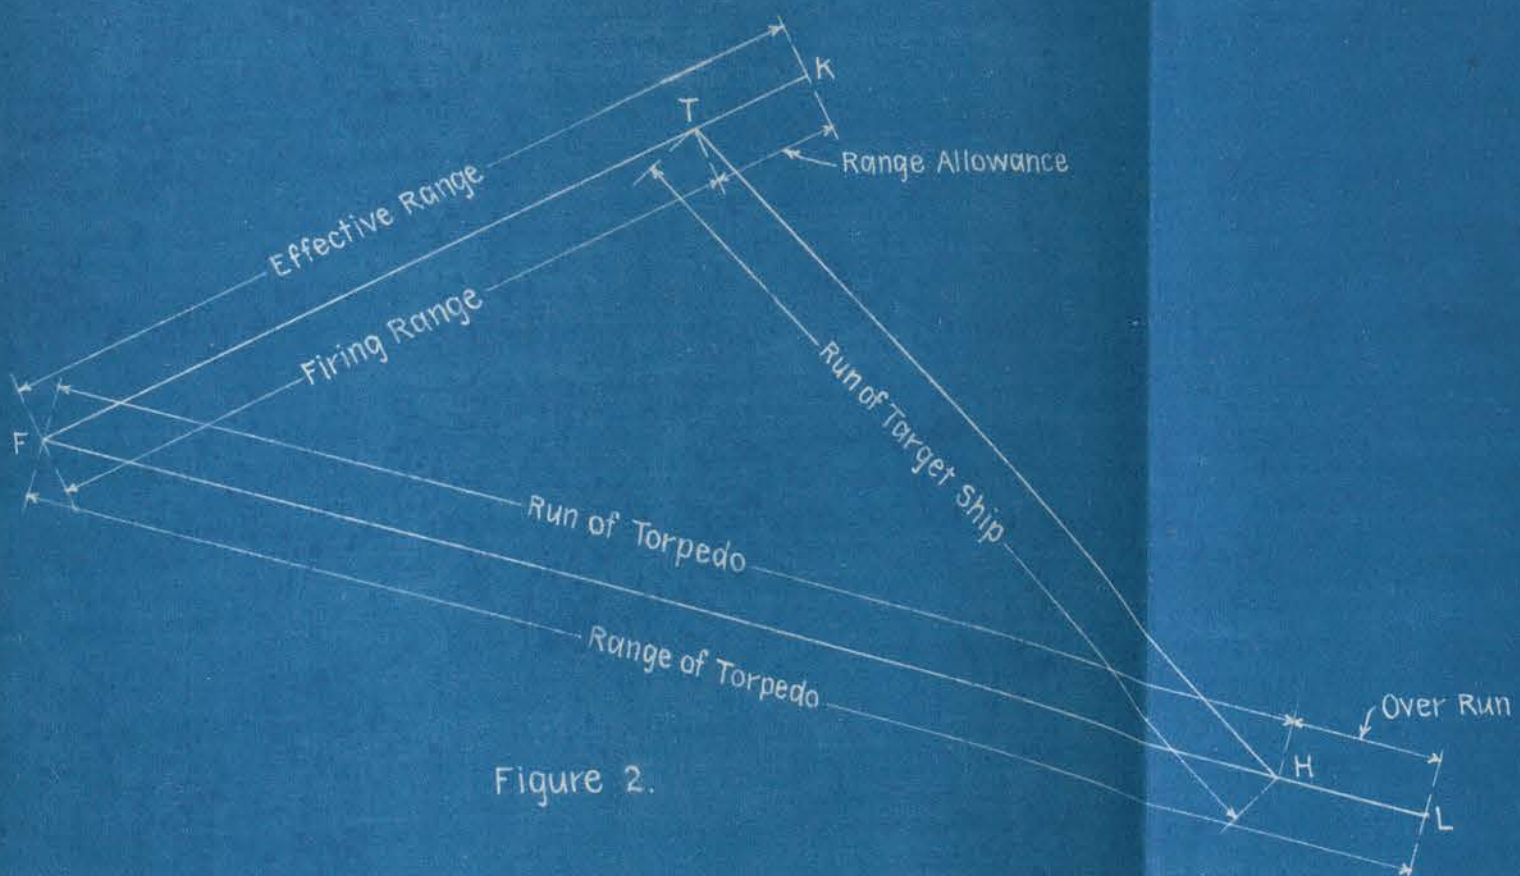 K
T
Range Allowance
Effective Range
Firing Range
Run of Target Ship
F
Run of Torpedo
Range of Torpedo
Over Run
H
L
Figure 2.